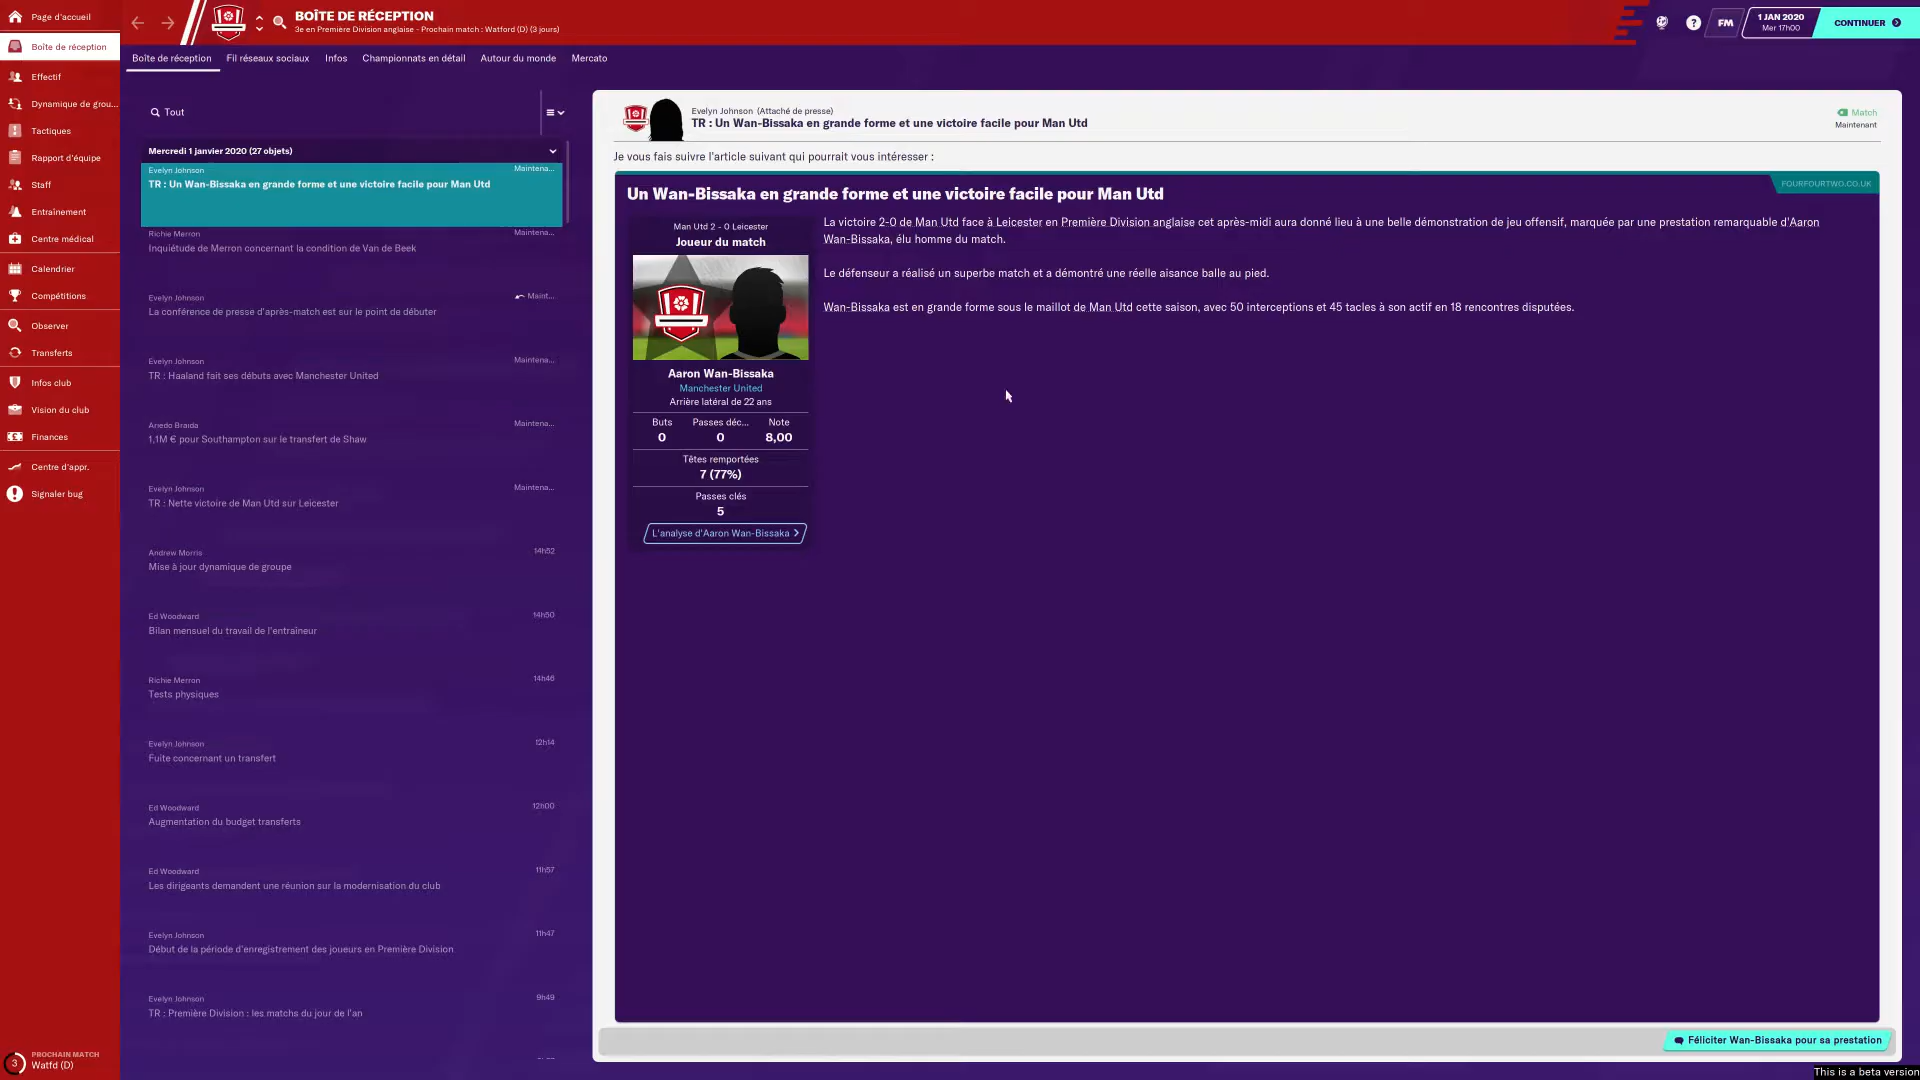 Page d'accueil
Boîte de réception
Effectif
Dynamique de grou...
Tactiques
Rapport d'équipe
Staff
Entraînement
Centre médical
Calendrier
Compétitions
Observer
Transferts
Infos club
Vision du club
Finances
Centre d'appr.
Signaler bug
3
PROCHAIN MATCH
Watfd (D)
BOÎTE DE RÉCEPTION
3e en Première Division anglaise - Prochain match : Watford (D) (3 jours)
?
FM
1 JAN 2020
Mer 17h00
CONTINUER
Boîte de réception
Fil réseaux sociaux
Infos
Championnats en détail
Autour du monde
Mercato
Tout
Mercredi 1 janvier 2020 (27 objets)
Evelyn Johnson
Maintena...
TR : Un Wan-Bissaka en grande forme et une victoire facile pour Man Utd
Richie Merron
Maintena...
Inquiétude de Merron concernant la condition de Van de Beek
Evelyn Johnson
Maint...
La conférence de presse d'après-match est sur le point de débuter
Evelyn Johnson
Maintena...
TR : Haaland fait ses débuts avec Manchester United
Arredo Braida
Maintena...
1,1M € pour Southampton sur le transfert de Shaw
Evelyn Johnson
Maintena...
TR : Nette victoire de Man Utd sur Leicester
Andrew Morris
14h52
Mise à jour dynamique de groupe
Ed Woodward
14h50
Bilan mensuel du travail de l'entraîneur
Richie Merron
14h46
Tests physiques
Evelyn Johnson
12h14
Fuite concernant un transfert
Ed Woodward
12h00
Augmentation du budget transferts
Ed Woodward
11h57
Les dirigeants demandent une réunion sur la modernisation du club
Evelyn Johnson
11h47
Début de la période d'enregistrement des joueurs en Première Division
Evelyn Johnson
9h49
TR : Première Division : les matchs du jour de l'an
Evelyn Johnson (Attaché de presse)
TR : Un Wan-Bissaka en grande forme et une victoire facile pour Man Utd
Match
Maintenant
Je vous fais suivre l'article suivant qui pourrait vous intéresser :
Un Wan-Bissaka en grande forme et une victoire facile pour Man Utd
FOURFOURTWO.CO.UK
Man Utd 2 - 0 Leicester
Joueur du match
Aaron Wan-Bissaka
Manchester United
Arrière latéral de 22 ans
Buts Passes déc... Note
0 0 8,00
Têtes remportées
7 (77%)
Passes clés
5
L'analyse d'Aaron Wan-Bissaka
La victoire 2-0 de Man Utd face à Leicester en Première Division anglaise cet après-midi aura donné lieu à une belle démonstration de jeu offensif, marquée par une prestation remarquable d'Aaron
Wan-Bissaka, élu homme du match.
Le défenseur a réalisé un superbe match et a démontré une réelle aisance balle au pied.
Wan-Bissaka est en grande forme sous le maillot de Man Utd cette saison, avec 50 interceptions et 45 tacles à son actif en 18 rencontres disputées.
Féliciter Wan-Bissaka pour sa prestation
This is a beta version